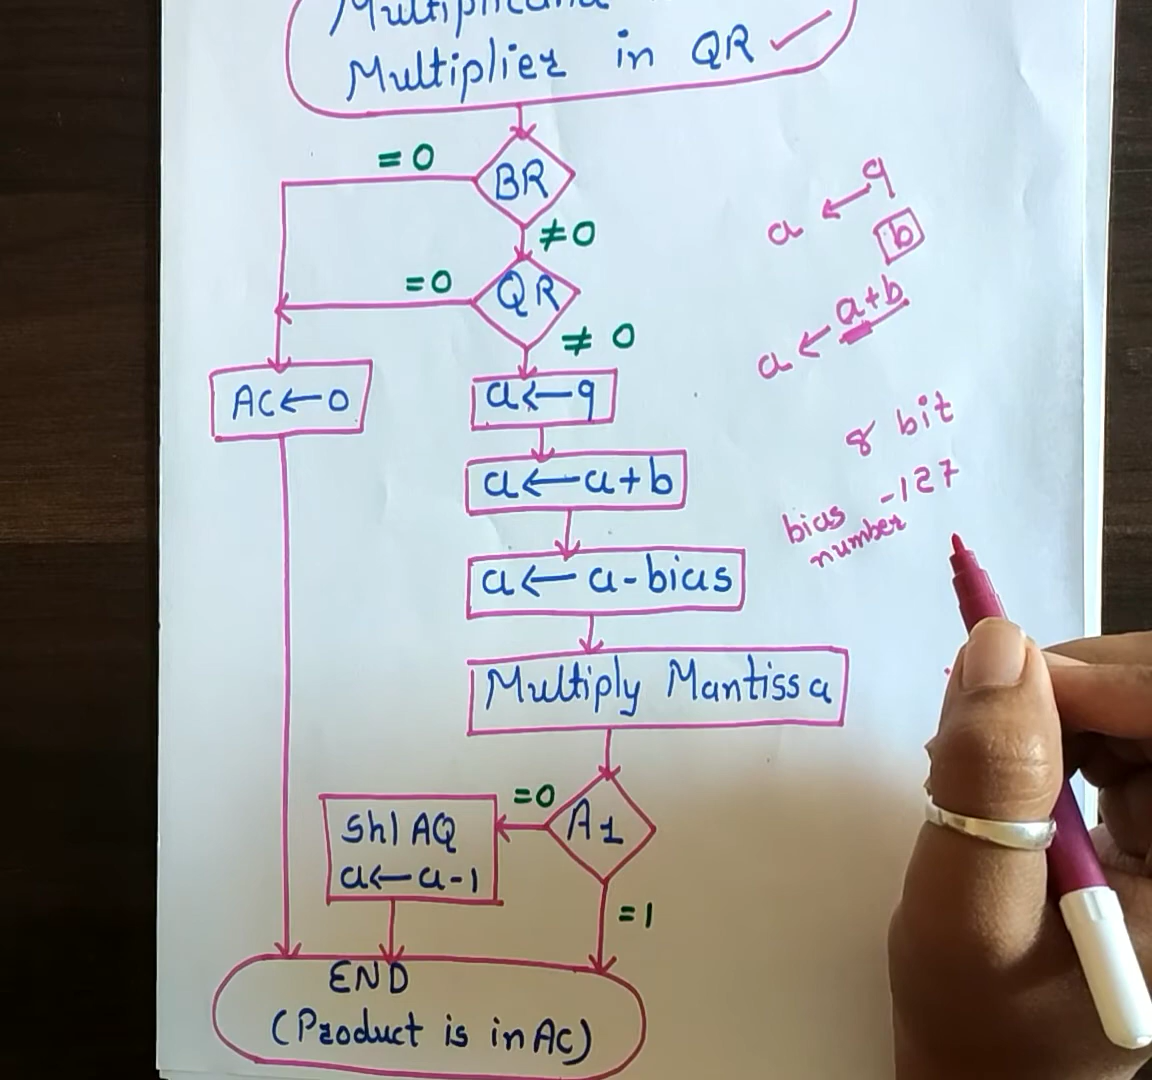 Multiplicand
Multiplier in QR ✓
= 0
BR
≠ 0
= 0
QR
≠ 0
AC ← 0
a ← q
a ← a + b
a ← a - bias
Multiply Mantissa
= 0
A1
Shl AQ
a ← a - 1
= 1
END
(Product is in AC)
a ← q
b
a ← a + b
8 bit
bias - 127
number